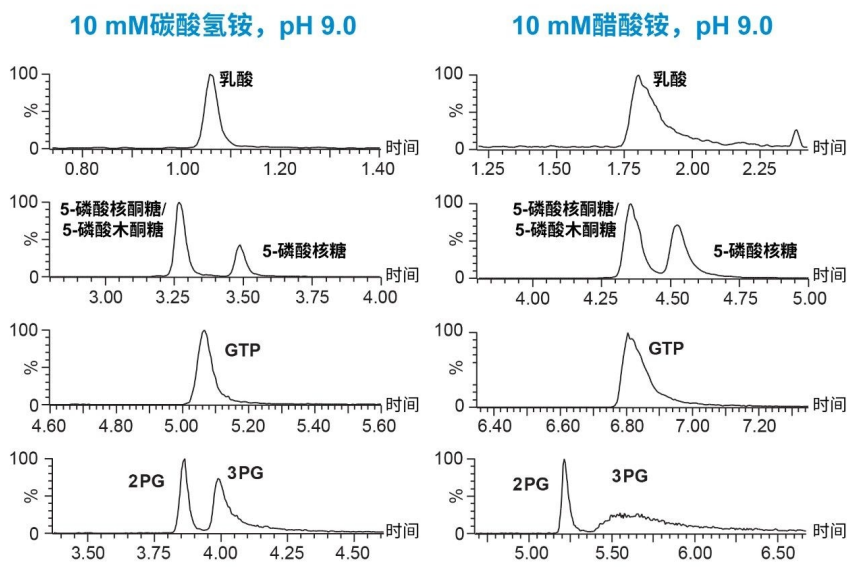 10 mM碳酸氢铵，pH 9.0
100
%
0
乳酸
0.80 1.00 1.20 1.40
时间
100
%
0
5-磷酸核酮糖/
5-磷酸木酮糖
5-磷酸核糖
3.00 3.25 3.50 3.75 4.00
时间
100
%
0
GTP
4.60 4.80 5.00 5.20 5.40 5.60
时间
100
%
0
2PG
3PG
3.50 3.75 4.00 4.25 4.50
时间
10 mM醋酸铵，pH 9.0
100
%
0
乳酸
1.25 1.50 1.75 2.00 2.25
时间
100
%
0
5-磷酸核酮糖/
5-磷酸木酮糖
5-磷酸核糖
4.00 4.25 4.50 4.75 5.00
时间
100
%
0
GTP
6.40 6.60 6.80 7.00 7.20
时间
100
%
0
2PG
3PG
5.00 5.50 6.00 6.50
时间